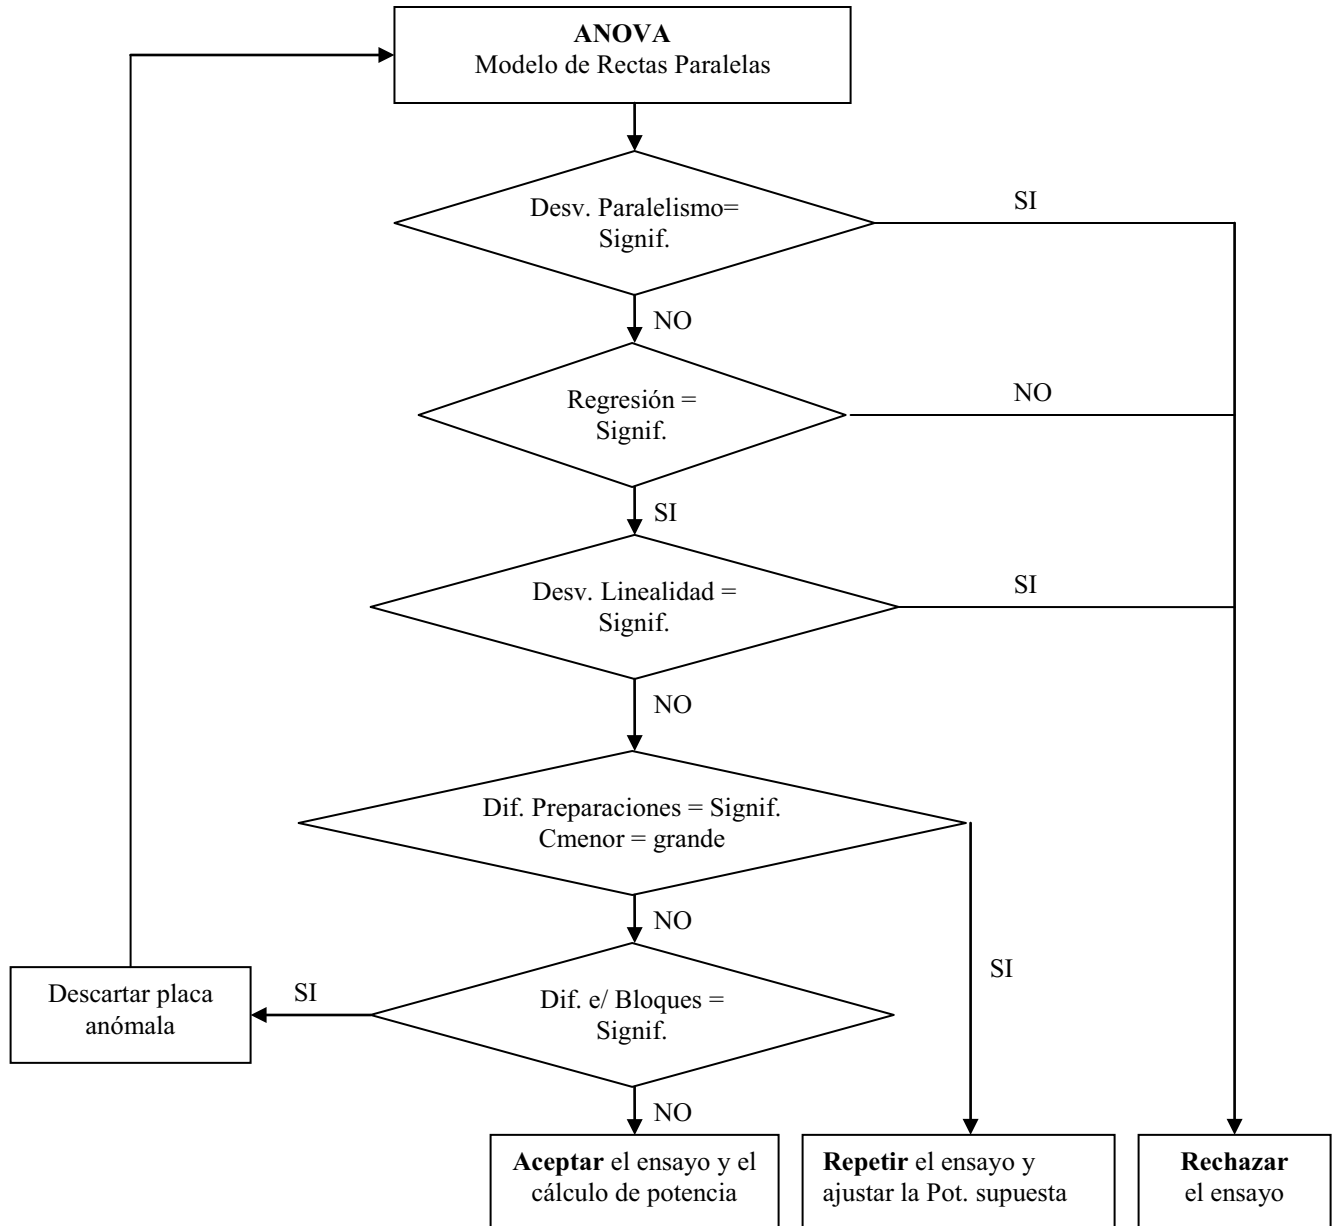 ANOVA
Modelo de Rectas Paralelas
Desv. Paralelismo=
Signif.
SI
NO
Regresión =
Signif.
NO
SI
Desv. Linealidad =
Signif.
SI
NO
Dif. Preparaciones = Signif.
Cmenor = grande
NO
SI
Dif. e/ Bloques =
Signif.
SI
Descartar placa
anómala
NO
Aceptar el ensayo y el
cálculo de potencia
Repetir el ensayo y
ajustar la Pot. supuesta
Rechazar
el ensayo